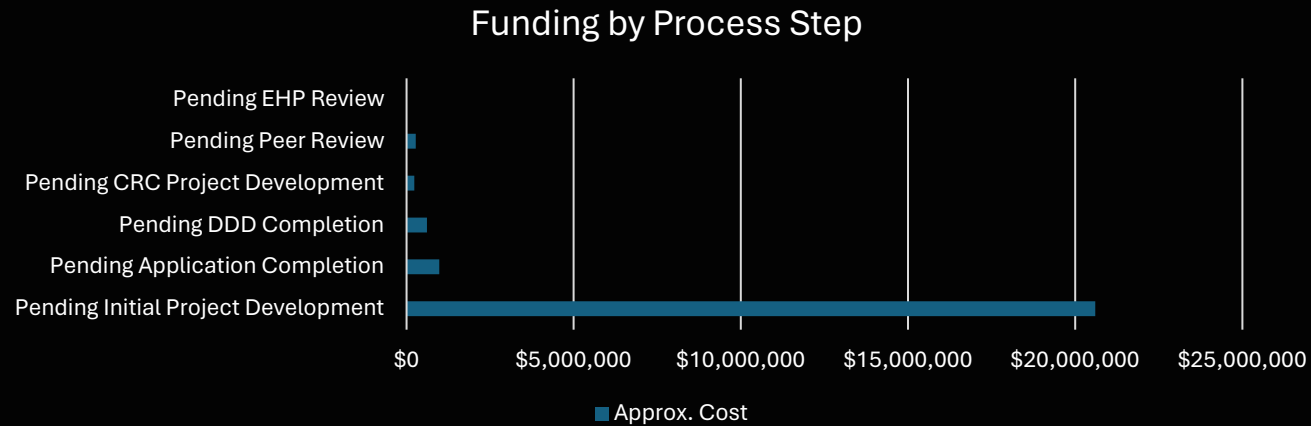 Funding by Process Step
Pending EHP Review
Pending Peer Review
Pending CRC Project Development
Pending DDD Completion
Pending Application Completion
Pending Initial Project Development
$0 $5,000,000 $10,000,000 $15,000,000 $20,000,000 $25,000,000
Approx. Cost